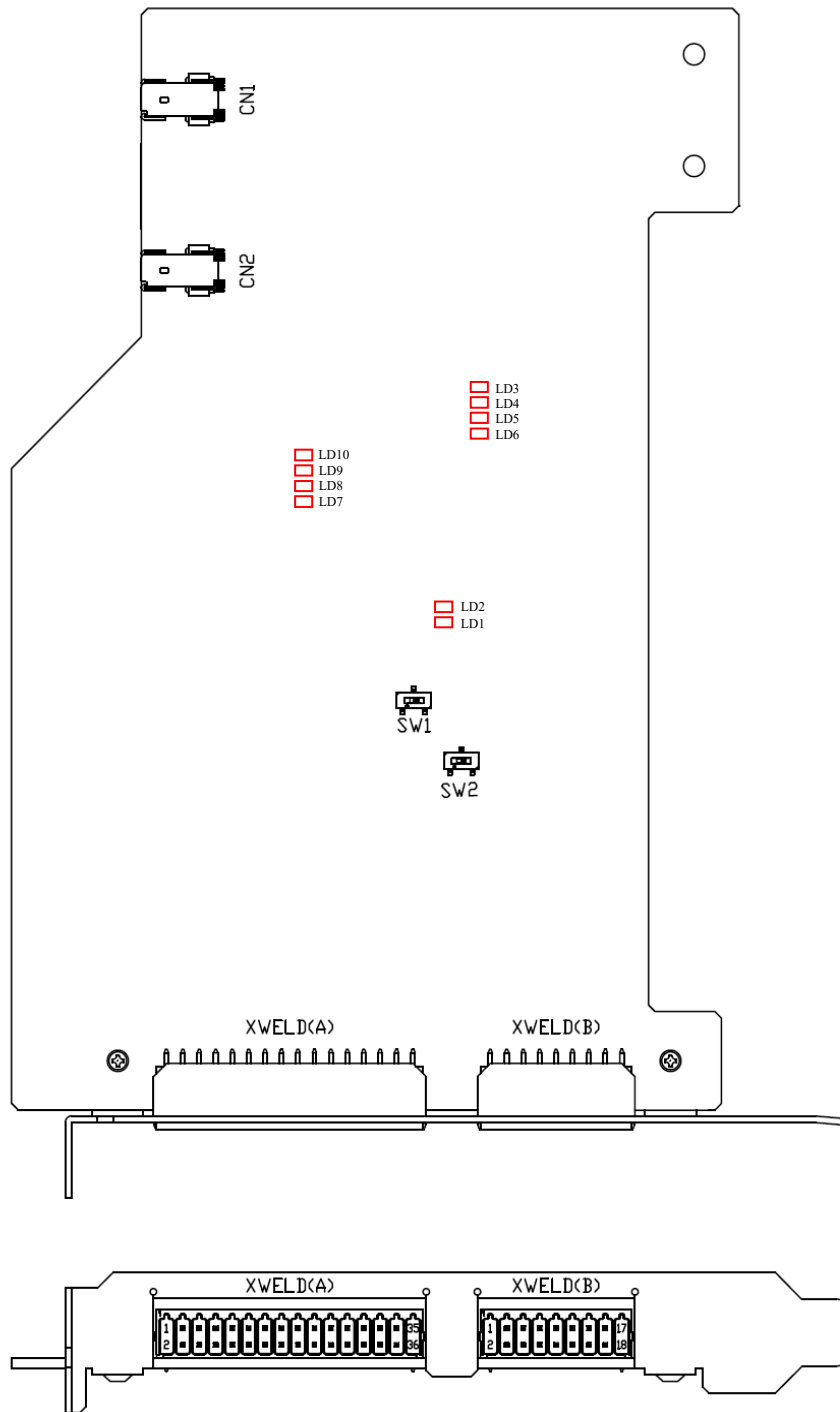 CN1
CN2
LD3
LD4
LD5
LD6
LD10
LD9
LD8
LD7
LD2
LD1
SW1
SW2
XWELD(A) XWELD(B)
XWELD(A) XWELD(B)
1 35 1 17
2 36 2 18